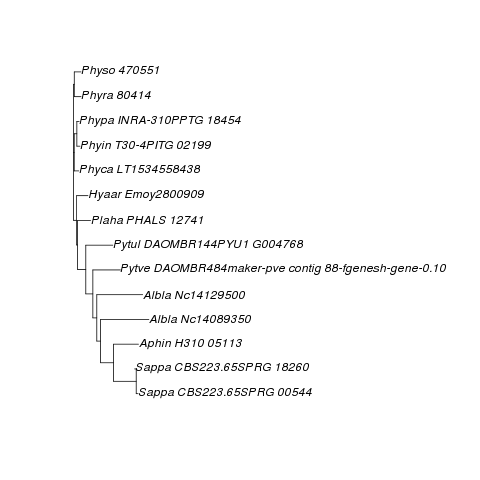 Physo 470551
Phyra 80414
Phypa INRA-310PPTG 18454
Phyin T30-4PITG 02199
Phyca LT1534558438
Hyaar Emoy2800909
Plaha PHALS 12741
Pytul DAOMBR144PYU1 G004768
Pytve DAOMBR484maker-pve contig 88-fgenesh-gene-0.10
Albla Nc14129500
Albla Nc14089350
Aphin H310 05113
Sappa CBS223.65SPRG 18260
Sappa CBS223.65SPRG 00544